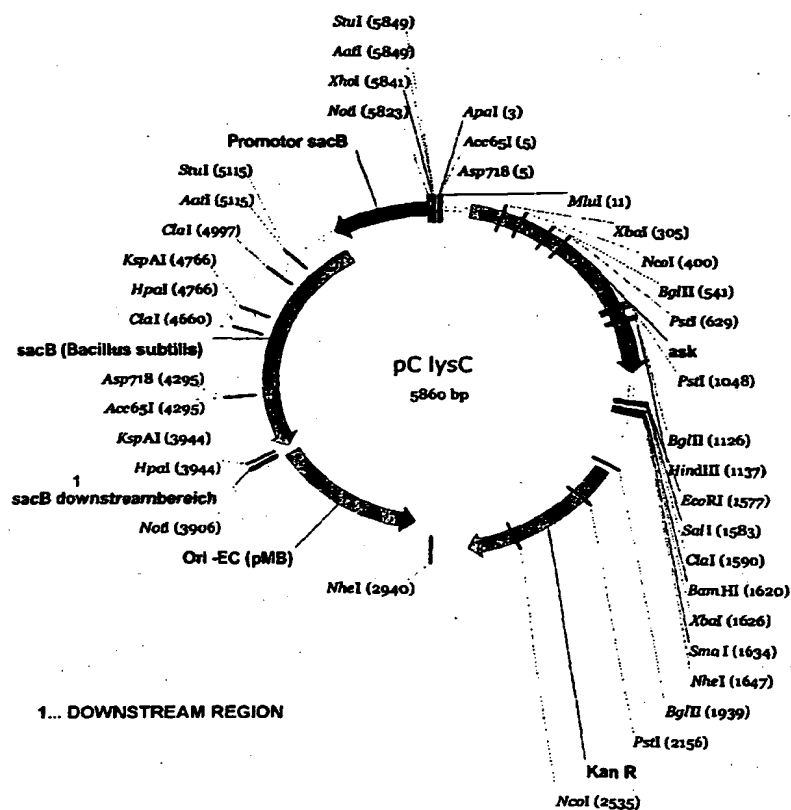 StuI (5849)
AatI (5849)
XhoI (5841)
NotI (5823)
ApaI (3)
Acc65I (5)
Asp718 (5)
MluI (11)
Promotor sacB
StuI (5115)
AatI (5115)
ClaI (4997)
KspAI (4766)
HpaI (4766)
ClaI (4660)
sacB (Bacillus subtilis)
Asp718 (4295)
Acc65I (4295)
KspAI (3944)
HpaI (3944)
1
sacB downstreambereich
NotI (3906)
Ori -EC (pMB)
NheI (2940)
pC lysC
5860 bp
XbaI (305)
NcoI (400)
BglII (541)
PstI (629)
ask
PstI (1048)
BglII (1126)
HindIII (1137)
EcoRI (1577)
SalI (1583)
ClaI (1590)
BamHI (1620)
XbaI (1626)
SmaI (1634)
NheI (1647)
BglII (1939)
PstI (2156)
Kan R
NcoI (2535)
1... DOWNSTREAM REGION